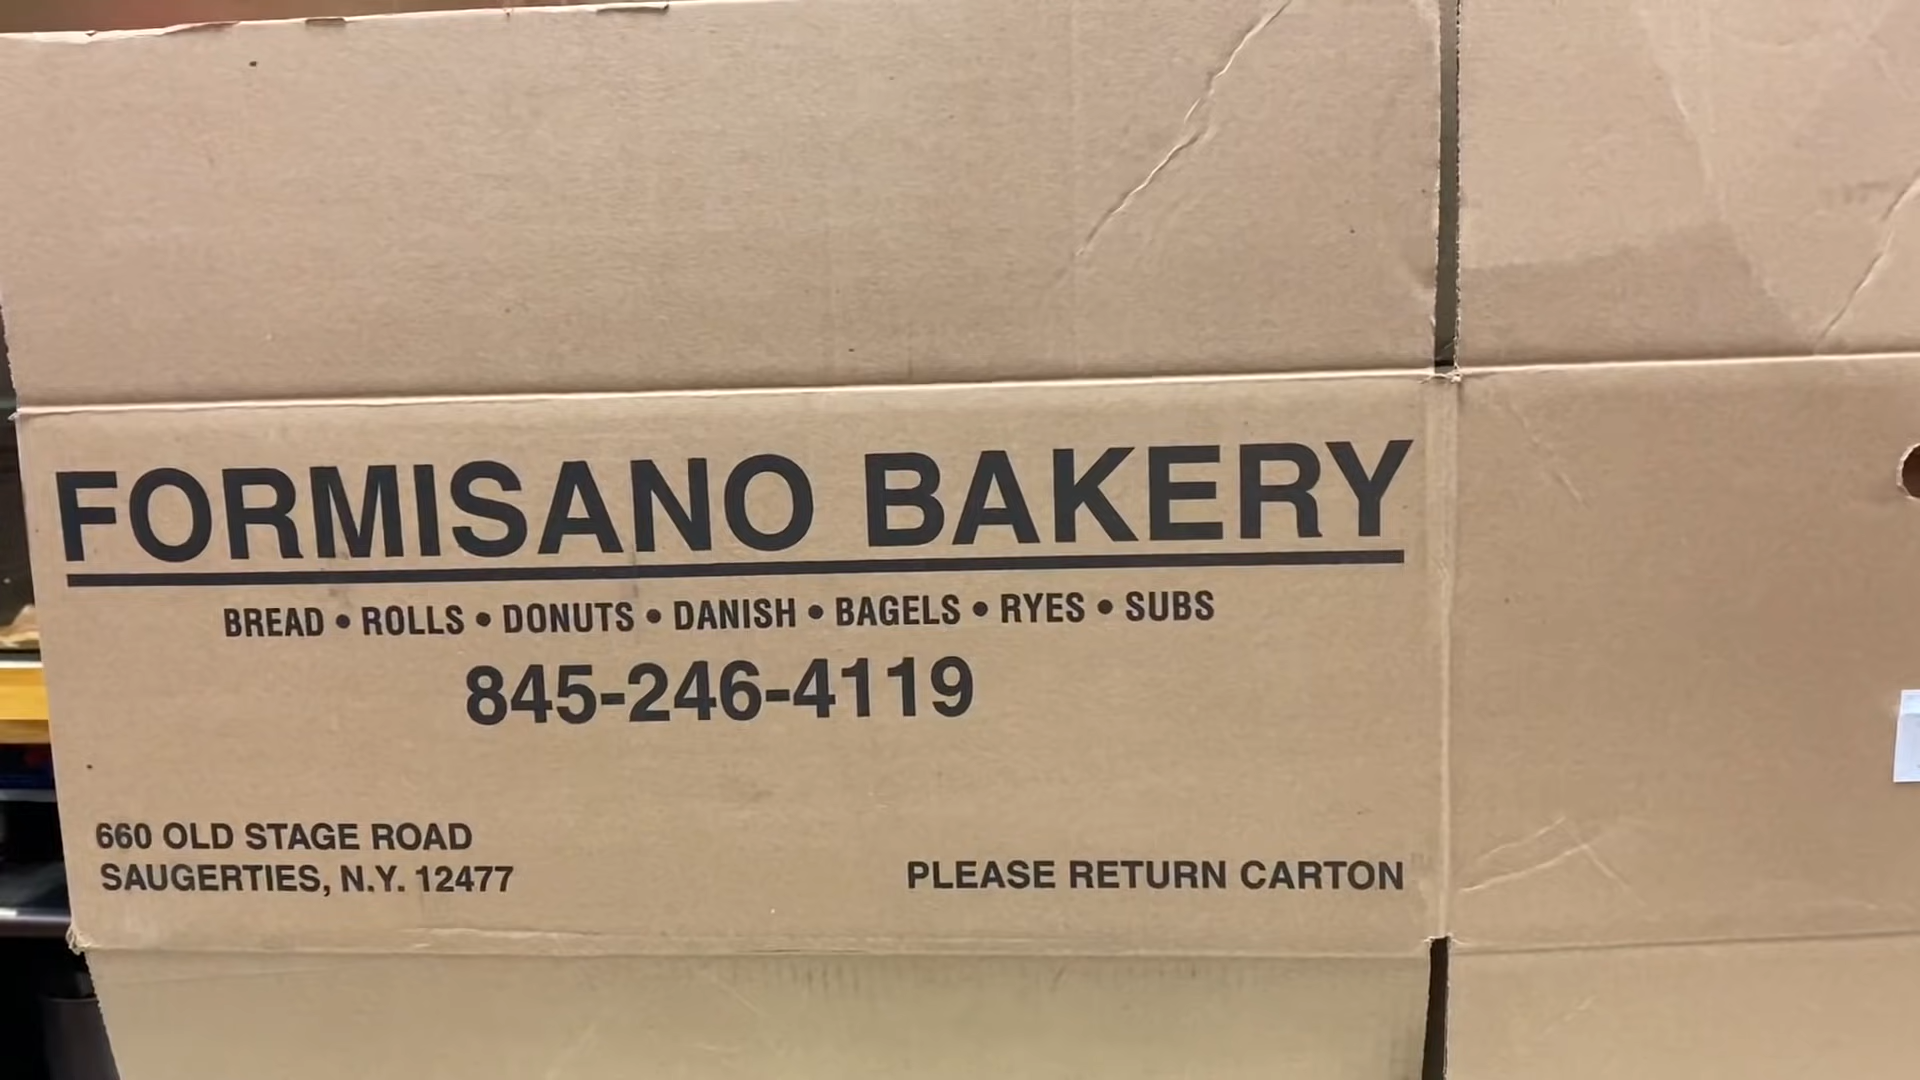 FORMISANO BAKERY
BREAD • ROLLS • DONUTS • DANISH • BAGELS • RYES • SUBS
845-246-4119
660 OLD STAGE ROAD
SAUGERTIES, N.Y. 12477
PLEASE RETURN CARTON